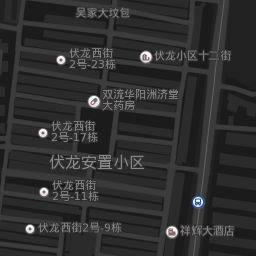 吴家大坟包
伏龙西街
2号-23栋
伏龙小区十二街
双流华阳洲济堂
大药房
伏龙西街
2号-17栋
伏龙安置小区
伏龙西街
2号-11栋
伏龙西街2号-9栋
祥辉大酒店